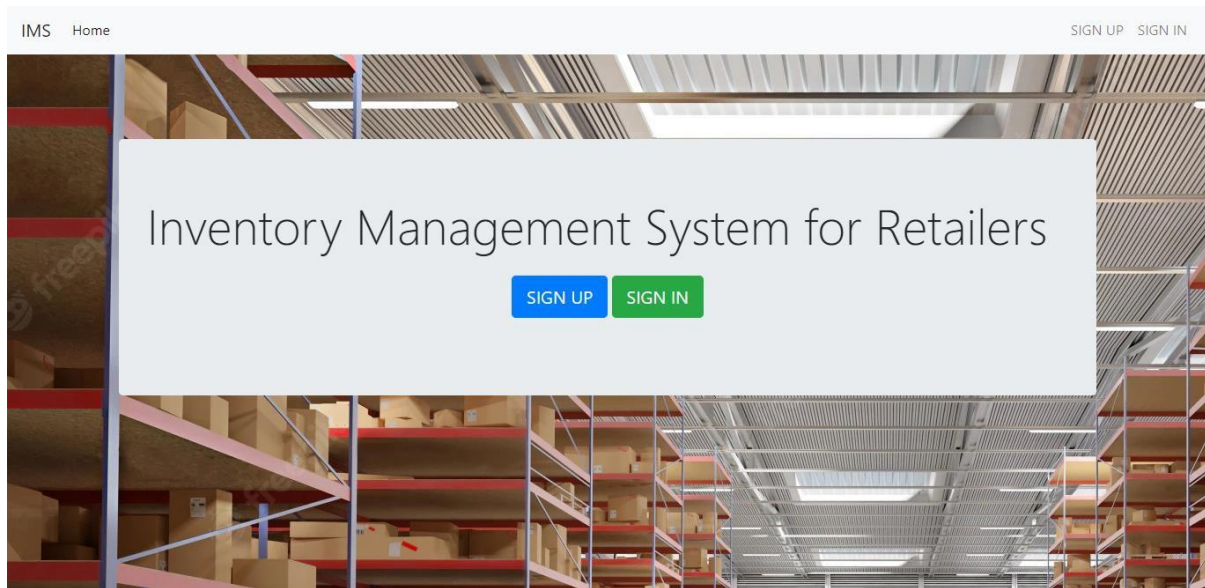 IMS Home SIGN UP SIGN IN
Inventory Management System for Retailers
SIGN UP SIGN IN